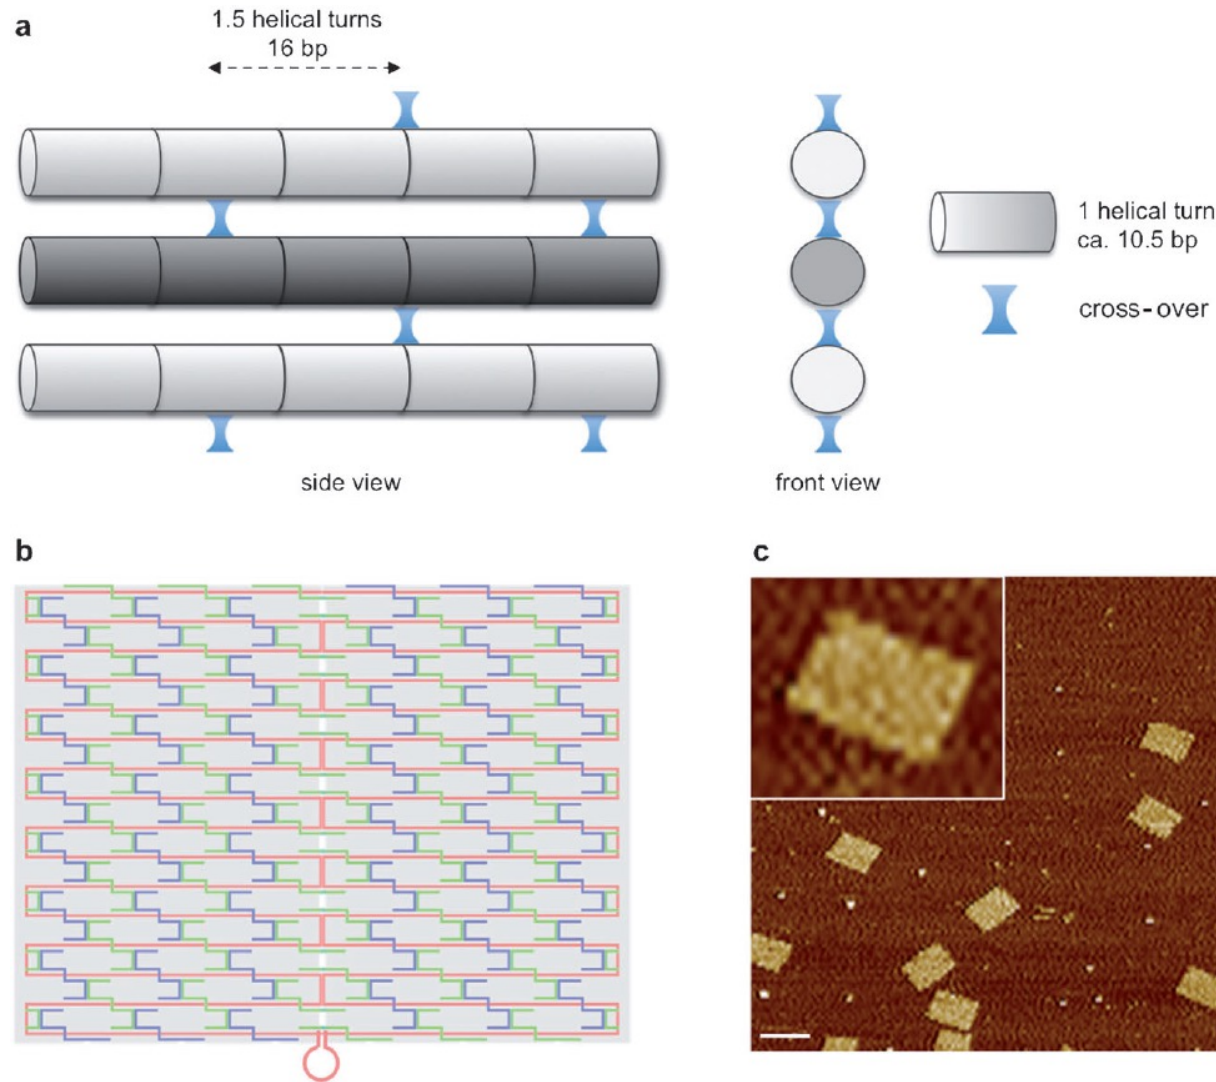 a
1.5 helical turns
16 bp
1 helical turn
ca. 10.5 bp
cross-over
side view
front view
b
c